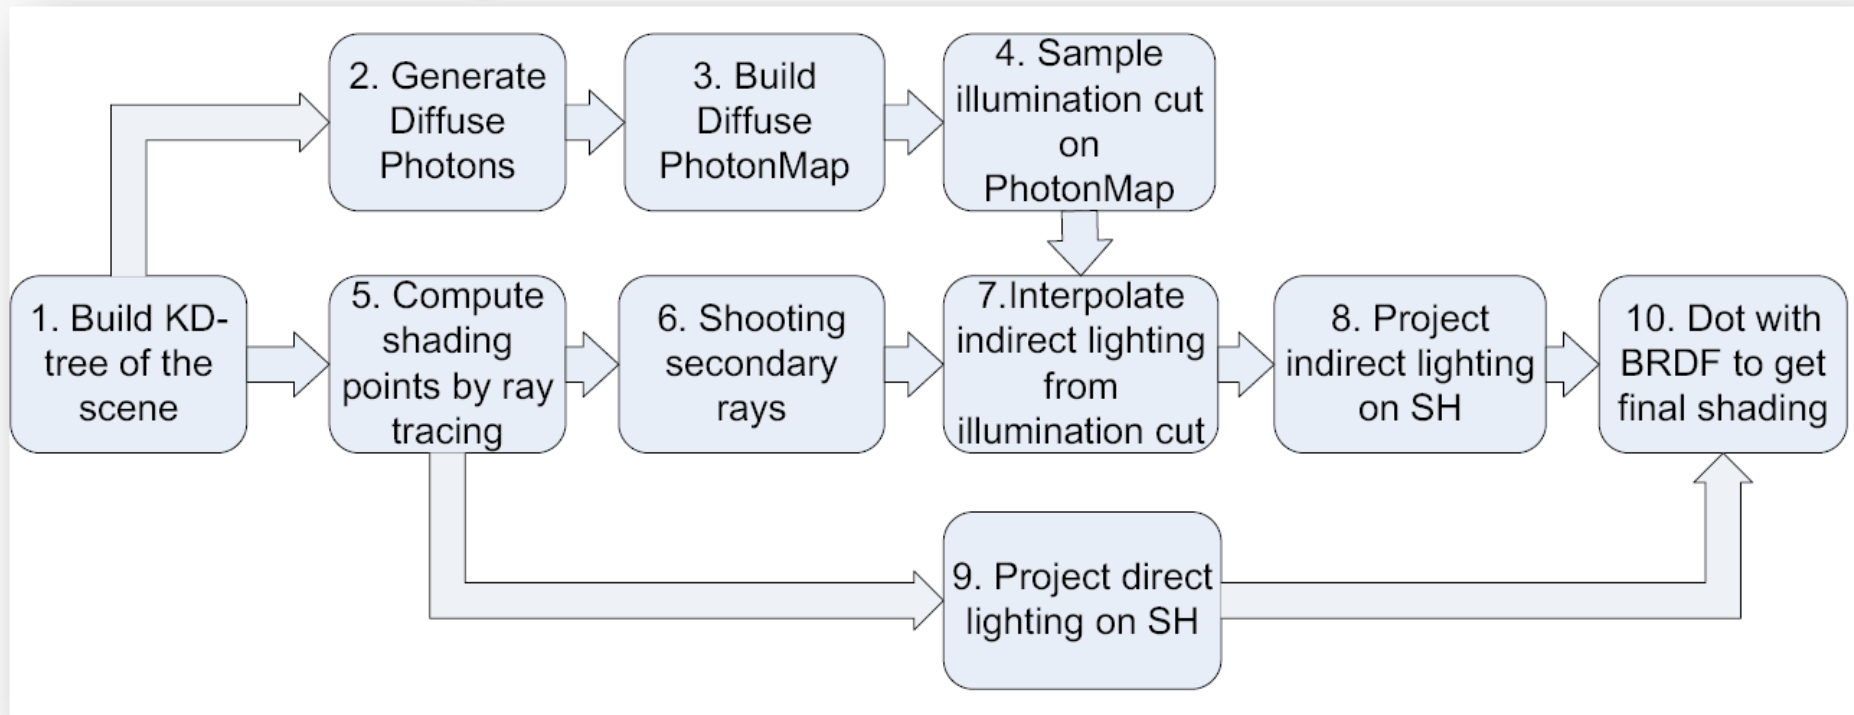 2. Generate
Diffuse
Photons
3. Build
Diffuse
PhotonMap
4. Sample
illumination cut
on
PhotonMap
1. Build KD-
tree of the
scene
5. Compute
shading
points by ray
tracing
6. Shooting
secondary
rays
7.Interpolate
indirect lighting
from
illumination cut
8. Project
indirect lighting
on SH
10. Dot with
BRDF to get
final shading
9. Project direct
lighting on SH